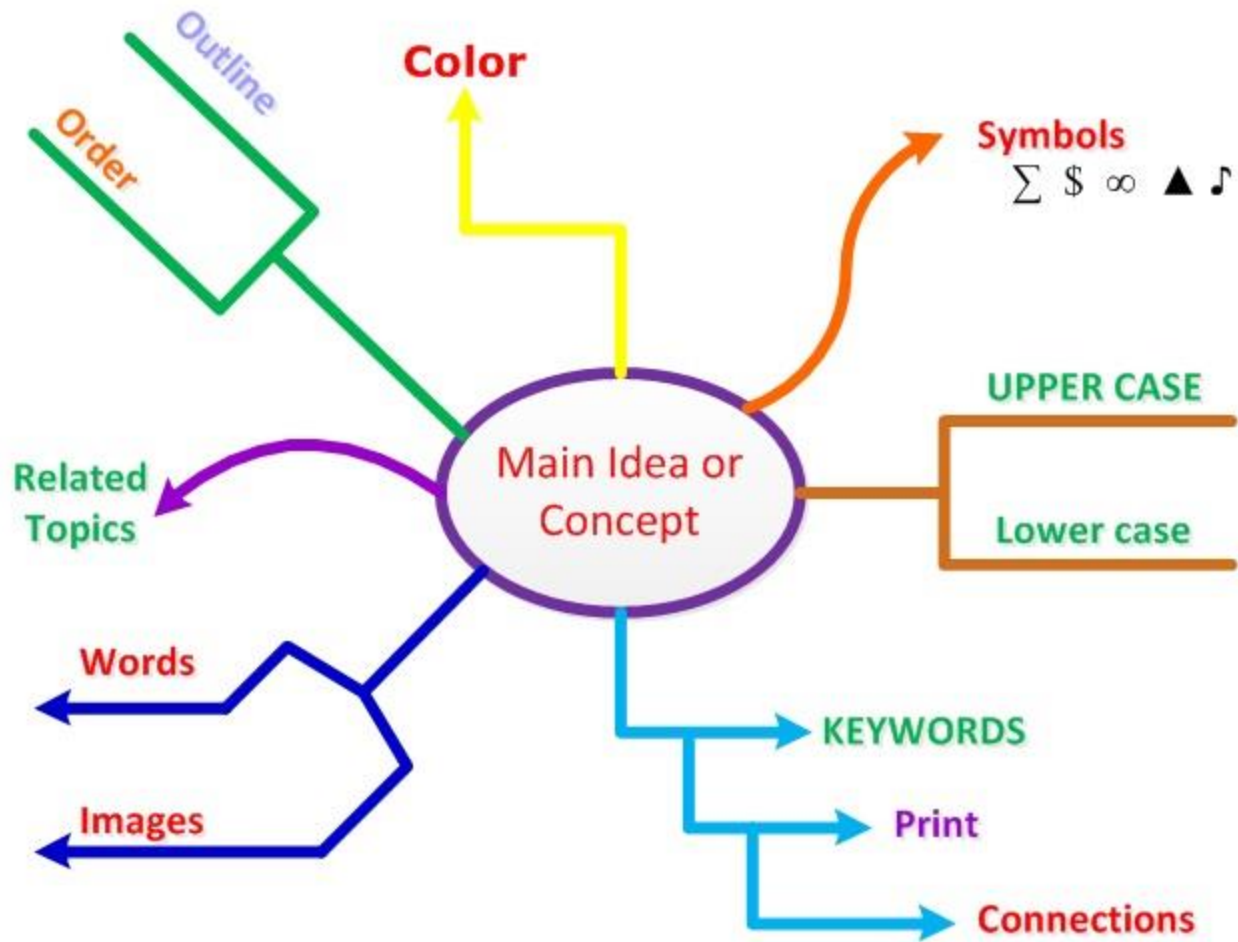 Outline
Order
Color
Symbols
∑ $ ∞ ▲ ♪
UPPER CASE
Lower case
Main Idea or
Concept
Related
Topics
Words
Images
KEYWORDS
Print
Connections